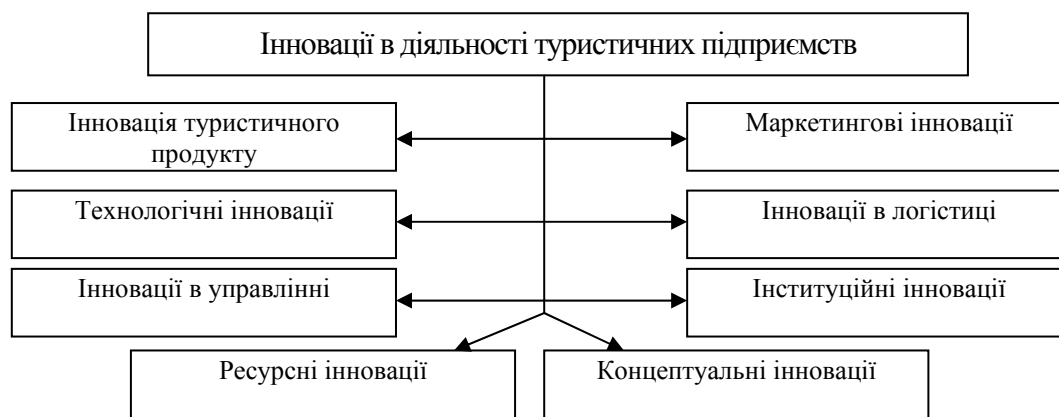 Інновації в діяльності туристичних підприємств
Інновація туристичного
продукту
Маркетингові інновації
Технологічні інновації
Інновації в логістиці
Інновації в управлінні
Інституційні інновації
Ресурсні інновації
Концептуальні інновації